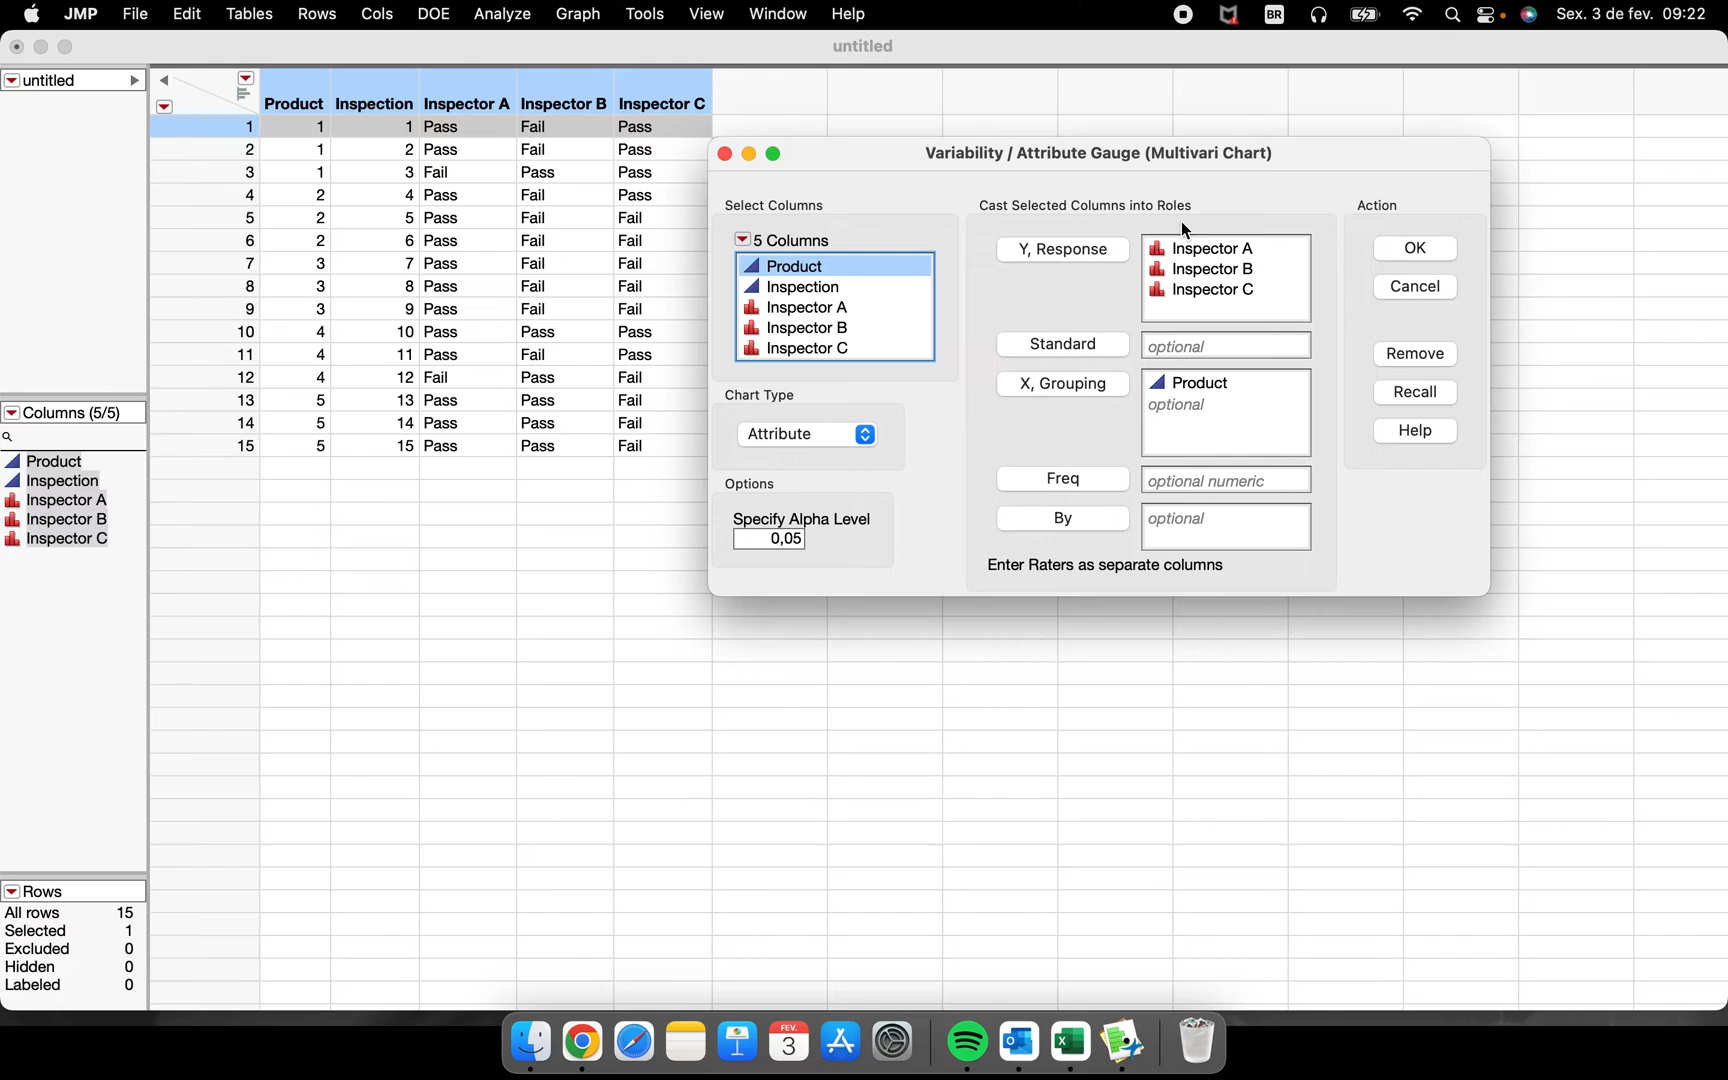 JMP File Edit Tables Rows Cols DOE Analyze Graph Tools View Window Help BR Sex. 3 de fev. 09:22
untitled
untitled
Product Inspection Inspector A Inspector B Inspector C
1 1 1 Pass Fail Pass
2 1 2 Pass Fail Pass
3 1 3 Fail Pass Pass
4 2 4 Pass Fail Pass
5 2 5 Pass Fail Fail
6 2 6 Pass Fail Fail
7 3 7 Pass Fail Fail
8 3 8 Pass Fail Fail
9 3 9 Pass Fail Fail
10 4 10 Pass Pass Pass
11 4 11 Pass Fail Pass
12 4 12 Fail Pass Fail
13 5 13 Pass Pass Fail
14 5 14 Pass Pass Fail
15 5 15 Pass Pass Fail
Columns (5/5)
Product
Inspection
Inspector A
Inspector B
Inspector C
Rows
All rows 15
Selected 1
Excluded 0
Hidden 0
Labeled 0
Variability / Attribute Gauge (Multivari Chart)
Select Columns
5 Columns
Product
Inspection
Inspector A
Inspector B
Inspector C
Chart Type
Attribute
Options
Specify Alpha Level
0,05
Cast Selected Columns into Roles
Y, Response
Inspector A
Inspector B
Inspector C
Standard
optional
X, Grouping
Product
optional
Freq
optional numeric
By
optional
Enter Raters as separate columns
Action
OK
Cancel
Remove
Recall
Help
FEV.
3